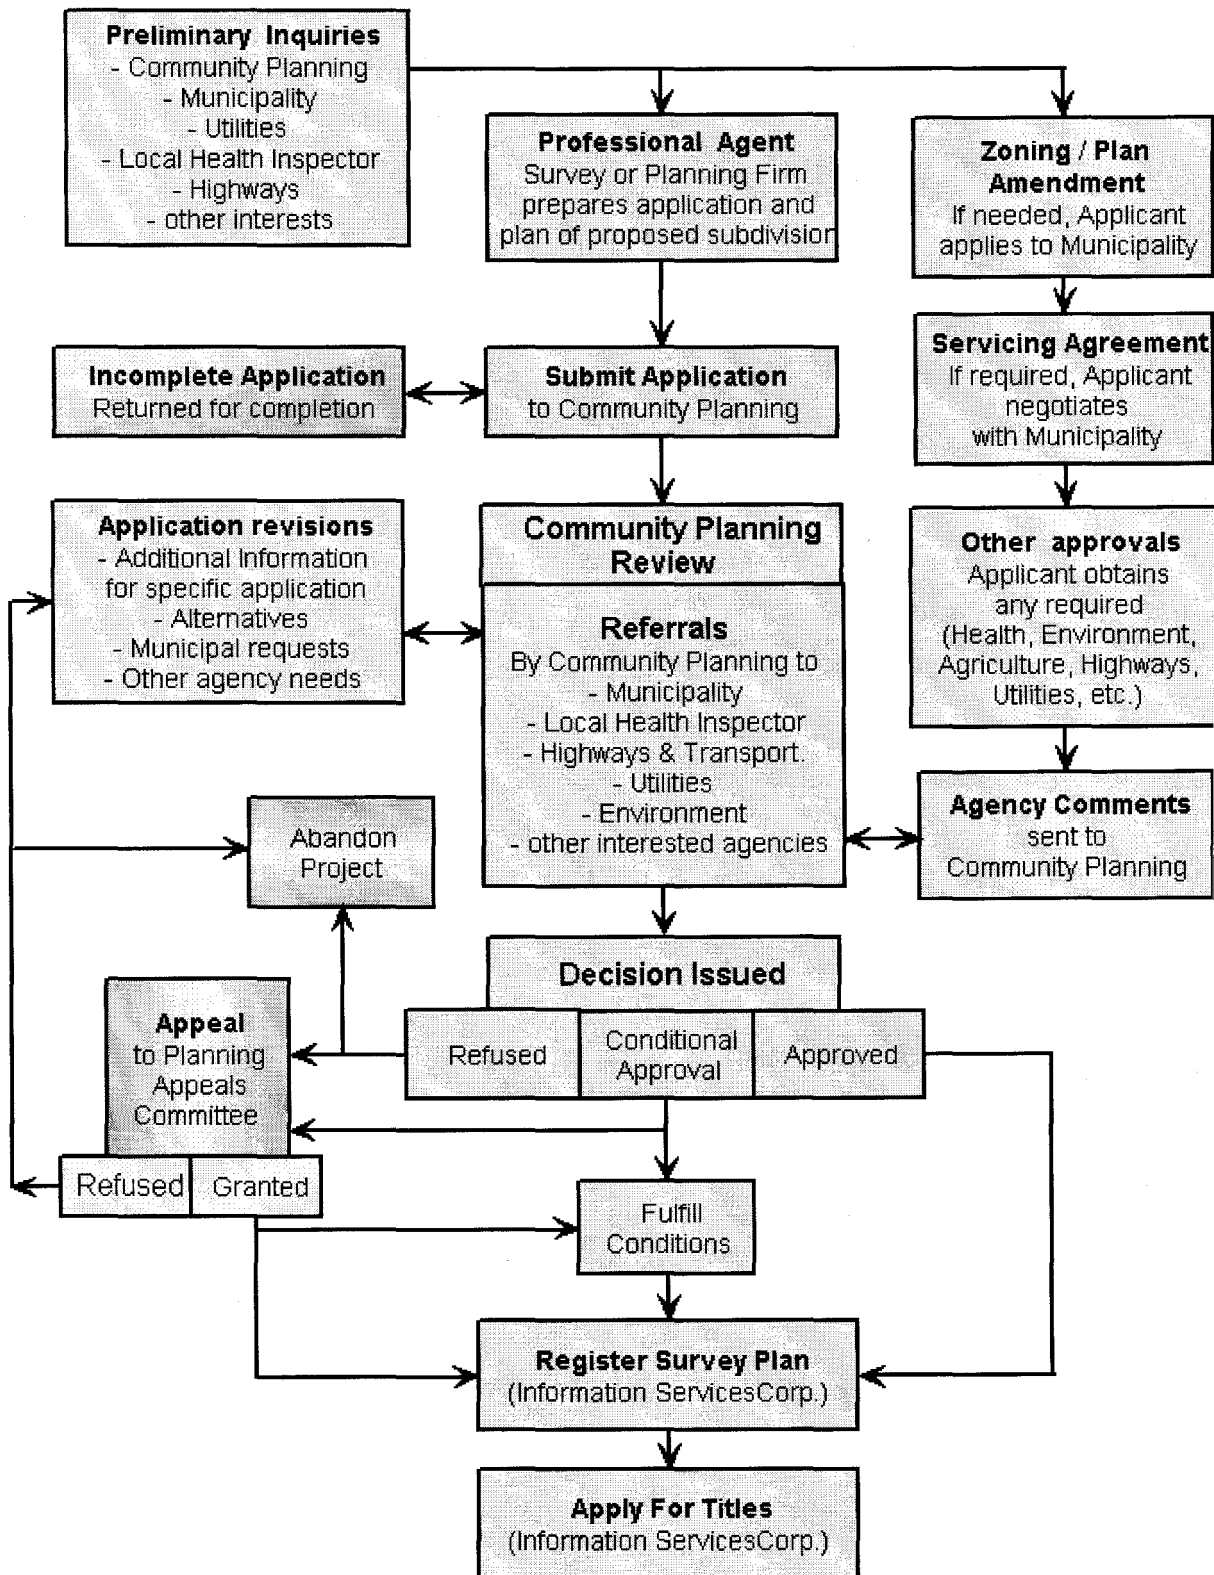 Preliminary Inquiries
- Community Planning
- Municipality
- Utilities
- Local Health Inspector
- Highways
- other interests
Professional Agent
Survey or Planning Firm
prepares application and
plan of proposed subdivision
Zoning / Plan
Amendment
If needed, Applicant
applies to Municipality
Incomplete Application
Returned for completion
Submit Application
to Community Planning
Servicing Agreement
If required, Applicant
negotiates
with Municipality
Application revisions
- Additional Information
for specific application
- Alternatives
- Municipal requests
- Other agency needs
Community Planning
Review
Referrals
By Community Planning to
- Municipality
- Local Health Inspector
- Highways & Transport.
- Utilities
- Environment
- other interested agencies
Other approvals
Applicant obtains
any required
(Health, Environment,
Agriculture, Highways,
Utilities, etc.)
Abandon
Project
Agency Comments
sent to
Community Planning
Decision Issued
Refused
Conditional
Approval
Approved
Appeal
to Planning
Appeals
Committee
Refused
Granted
Fulfill
Conditions
Register Survey Plan
(Information ServicesCorp.)
Apply For Titles
(Information ServicesCorp.)